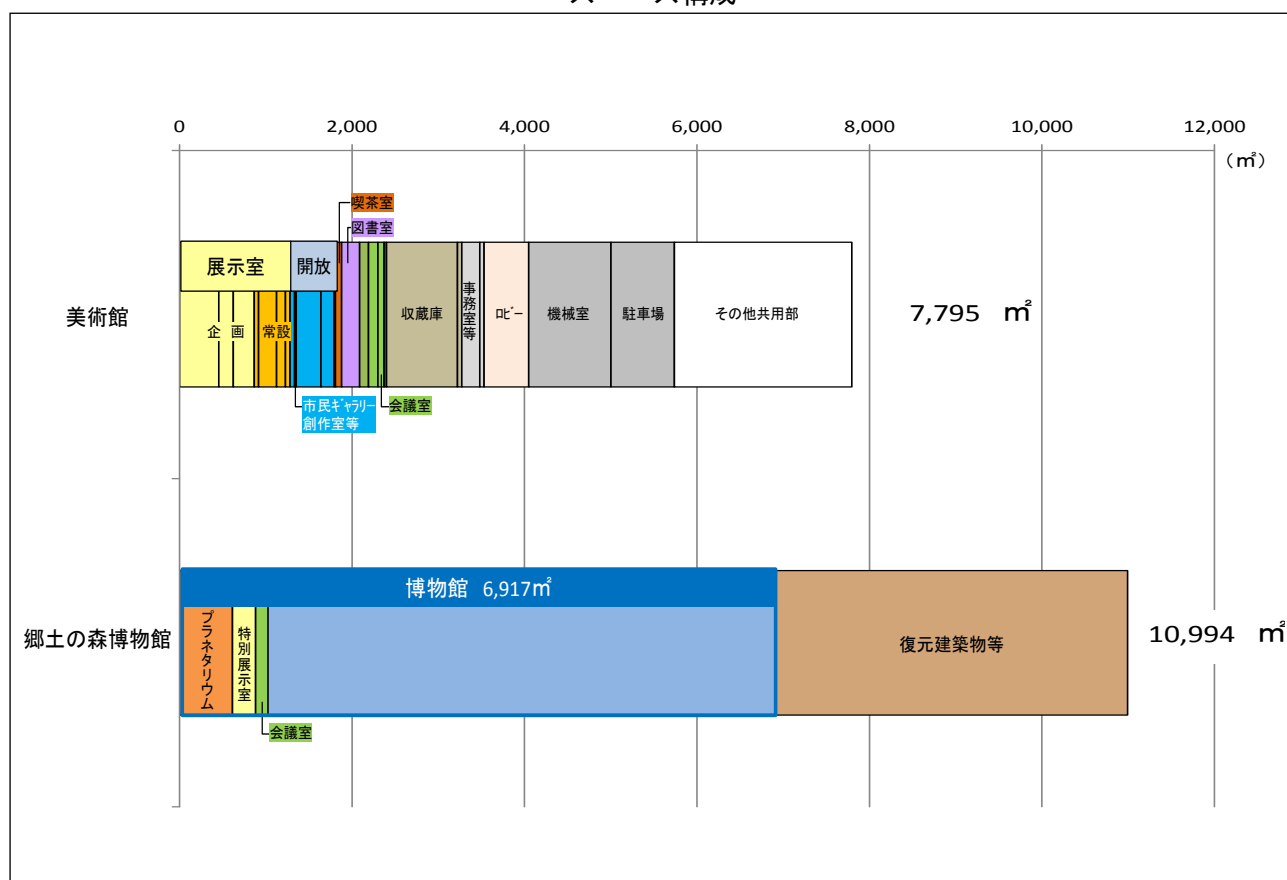 構成
0 2,000 4,000 6,000 8,000 10,000 12,000
(㎡)
喫茶室
図書室
展示室 開放
美術館
企 画 常設
収蔵庫
事務室等
ﾛﾋﾞｰ
機械室
駐車場
その他共用部
7,795 ㎡
市民ｷﾞｬﾗﾘｰ
創作室等
会議室
博物館 6,917㎡
郷土の森博物館
プラネタリウム
特別展示室
復元建築物等
10,994 ㎡
会議室